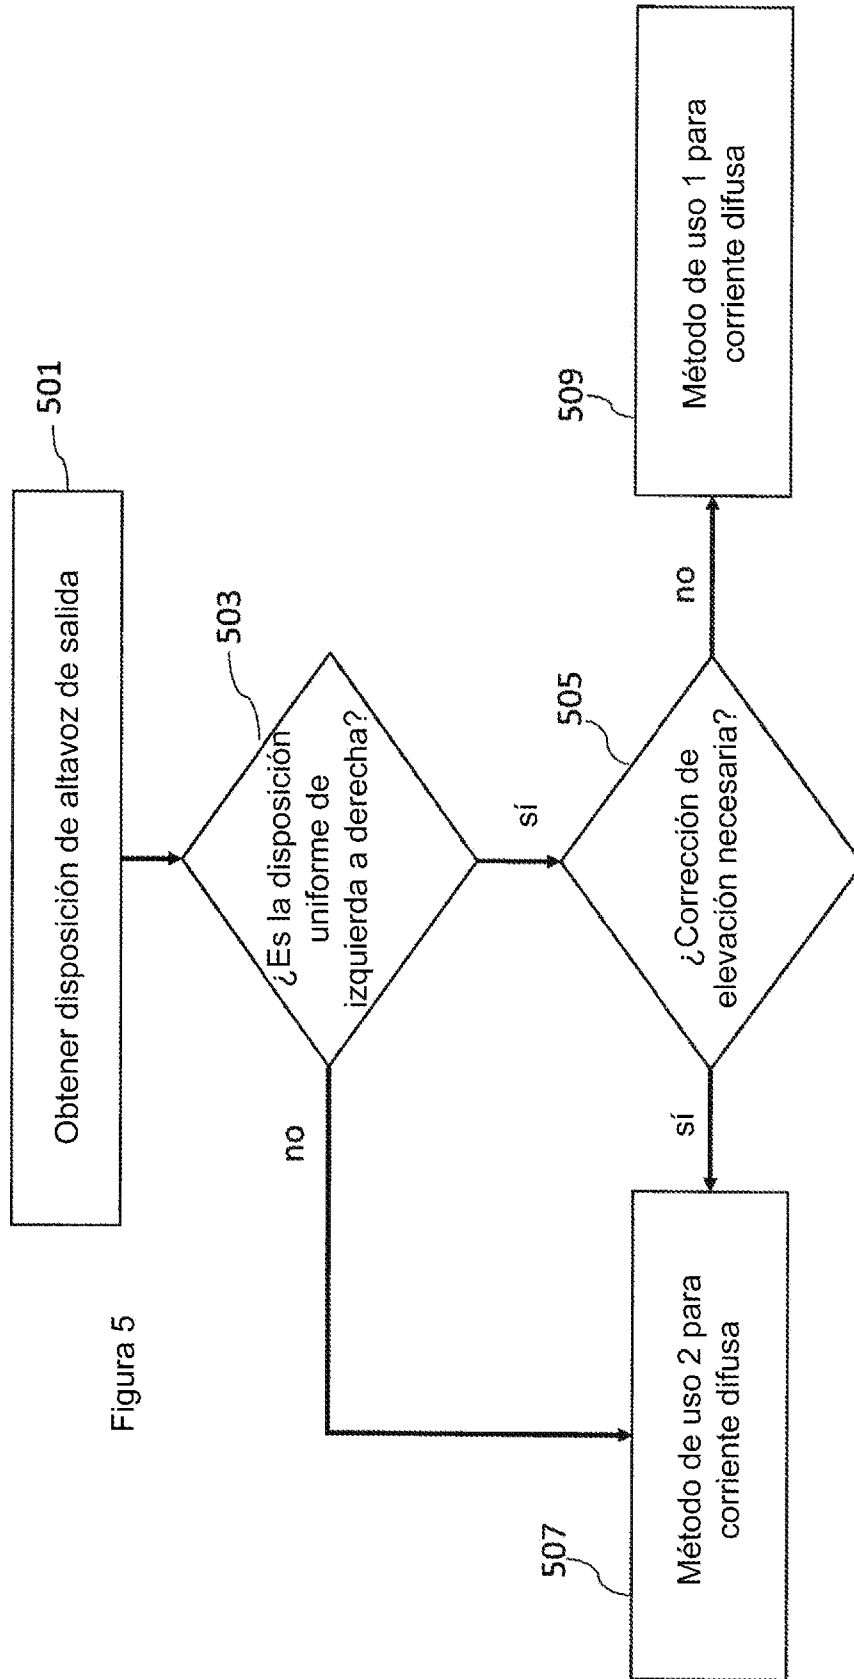 Obtener disposición de altavoz de salida
501
503
¿Es la disposición
uniforme de
izquierda a derecha?
no
sí
505
¿Corrección de
elevación necesaria?
sí
no
507
Método de uso 2 para
corriente difusa
509
Método de uso 1 para
corriente difusa
Figura 5